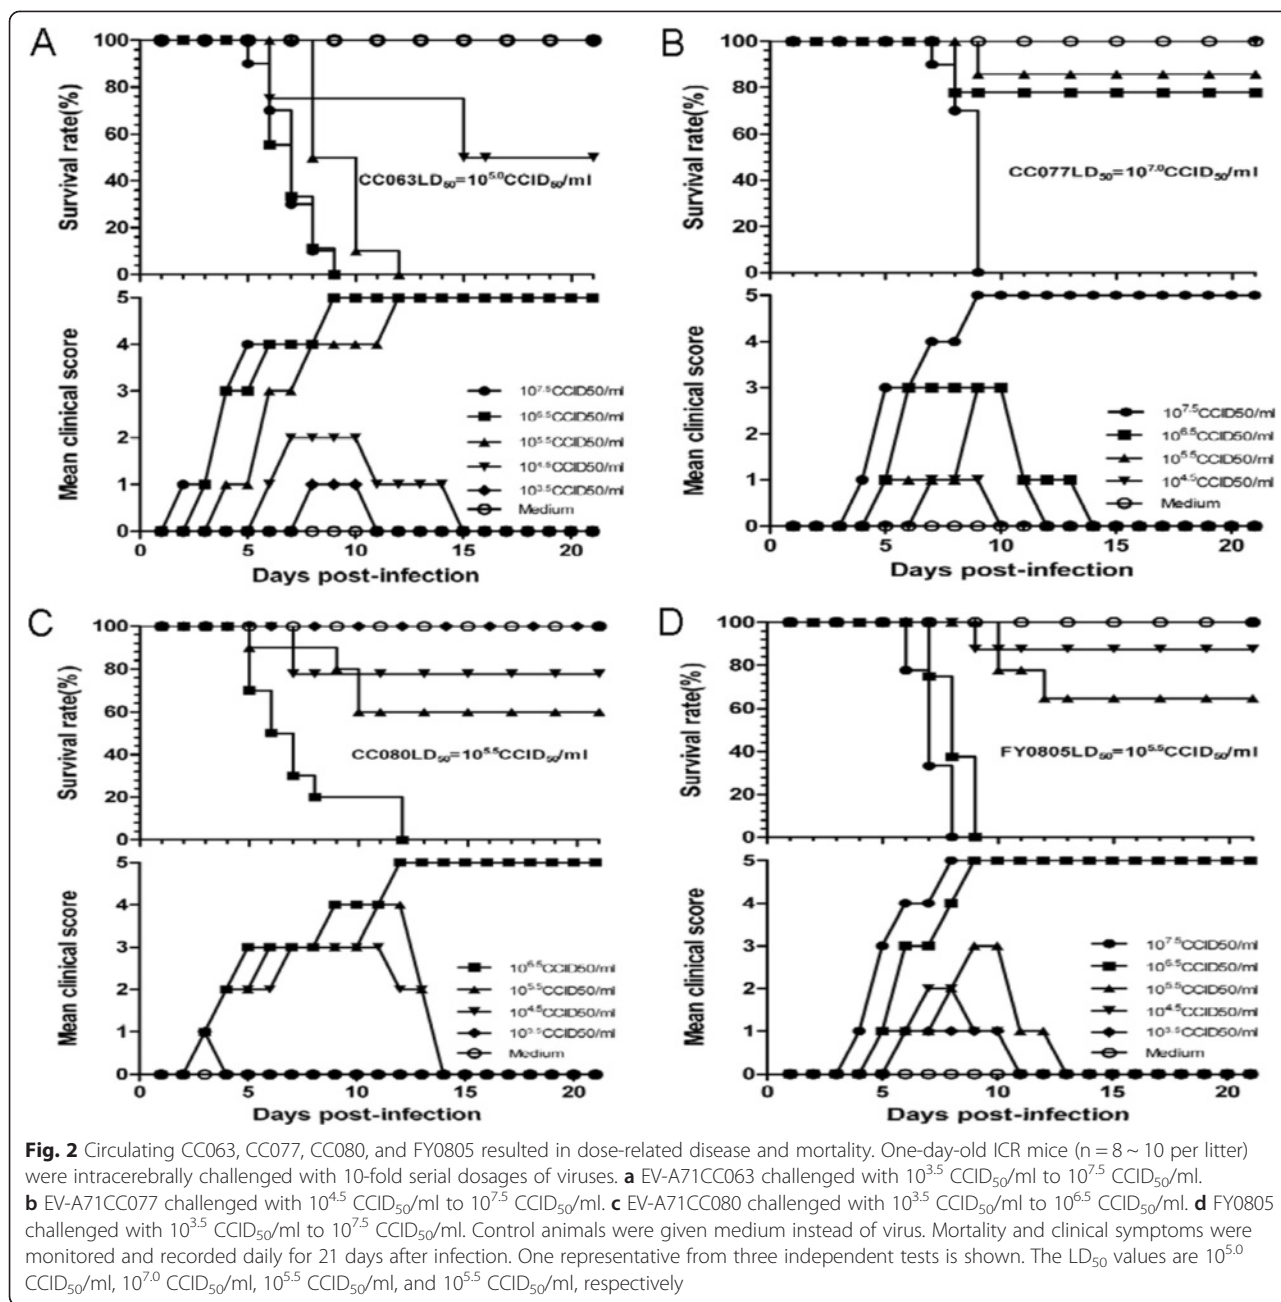 A
100
80
60
40
20
0
Survival rate(%)
CC063LD50=10^5.0CCID50/ml
5
4
3
2
1
0
Mean clinical score
10^7.5CCID50/ml
10^6.5CCID50/ml
10^5.5CCID50/ml
10^4.5CCID50/ml
10^3.5CCID50/ml
Medium
0 5 10 15 20
Days post-infection
B
100
80
60
40
20
0
Survival rate(%)
CC077LD50=10^7.0CCID50/ml
5
4
3
2
1
0
Mean clinical score
10^7.5CCID50/ml
10^6.5CCID50/ml
10^5.5CCID50/ml
10^4.5CCID50/ml
Medium
0 5 10 15 20
Days post-infection
C
100
80
60
40
20
0
Survival rate(%)
CC080LD50=10^5.5CCID50/ml
5
4
3
2
1
0
Mean clinical score
10^6.5CCID50/ml
10^5.5CCID50/ml
10^4.5CCID50/ml
10^3.5CCID50/ml
Medium
0 5 10 15 20
Days post-infection
D
100
80
60
40
20
0
Survival rate(%)
FY0805LD50=10^5.5CCID50/ml
5
4
3
2
1
0
Mean clinical score
10^7.5CCID50/ml
10^6.5CCID50/ml
10^5.5CCID50/ml
10^4.5CCID50/ml
10^3.5CCID50/ml
Medium
0 5 10 15 20
Days post-infection
Fig. 2 Circulating CC063, CC077, CC080, and FY0805 resulted in dose-related disease and mortality. One-day-old ICR mice (n = 8 ~ 10 per litter)
were intracerebrally challenged with 10-fold serial dosages of viruses. a EV-A71CC063 challenged with 10^3.5 CCID50/ml to 10^7.5 CCID50/ml.
b EV-A71CC077 challenged with 10^4.5 CCID50/ml to 10^7.5 CCID50/ml. c EV-A71CC080 challenged with 10^3.5 CCID50/ml to 10^6.5 CCID50/ml. d FY0805
challenged with 10^3.5 CCID50/ml to 10^7.5 CCID50/ml. Control animals were given medium instead of virus. Mortality and clinical symptoms were
monitored and recorded daily for 21 days after infection. One representative from three independent tests is shown. The LD50 values are 10^5.0
CCID50/ml, 10^7.0 CCID50/ml, 10^5.5 CCID50/ml, and 10^5.5 CCID50/ml, respectively